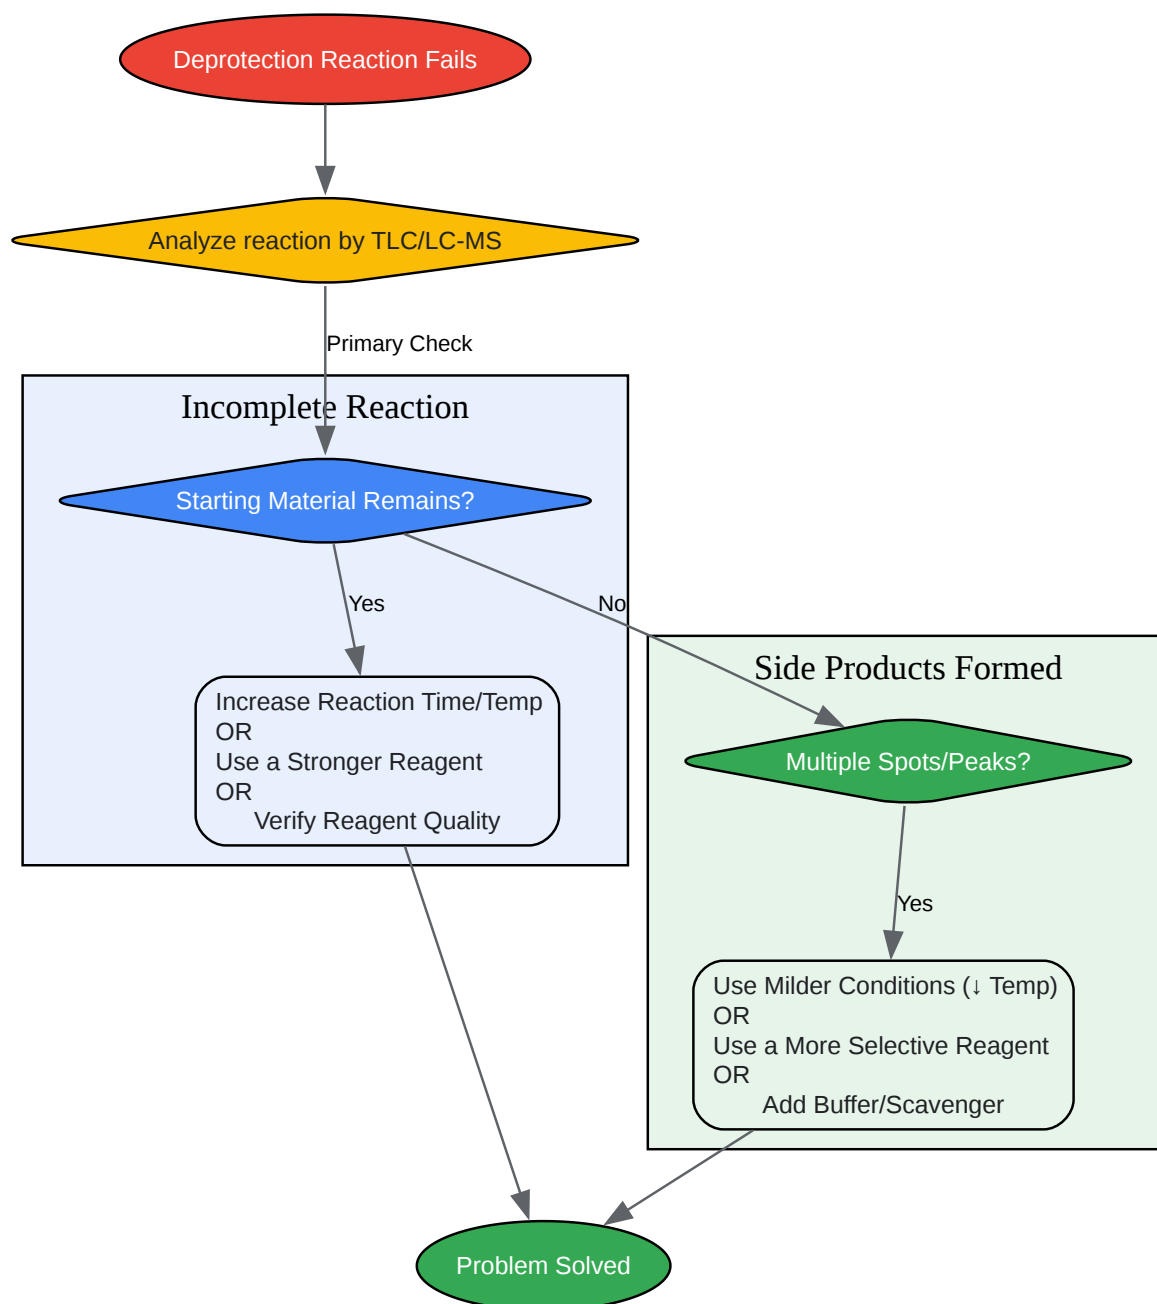 Deprotection Reaction Fails
Analyze reaction by TLC/LC-MS
Primary Check
Incomplete Reaction
Starting Material Remains?
Yes
No
Increase Reaction Time/Temp
OR
Use a Stronger Reagent
OR
Verify Reagent Quality
Side Products Formed
Multiple Spots/Peaks?
Yes
Use Milder Conditions (↓ Temp)
OR
Use a More Selective Reagent
OR
Add Buffer/Scavenger
Problem Solved